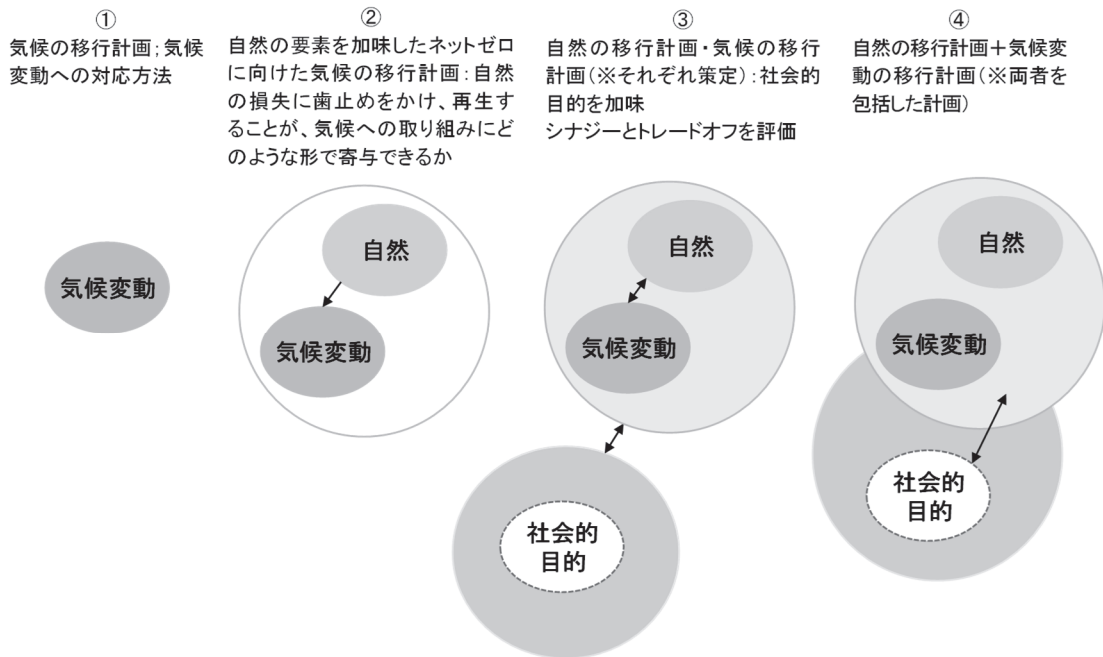 ①
気候の移行計画；気候
変動への対応方法
②
自然の要素を加味したネットゼロ
に向けた気候の移行計画：自然
の損失に歯止めをかけ、再生す
ることが、気候への取り組みにど
のような形で寄与できるか
③
自然の移行計画・気候の移行
計画（※それぞれ策定）：社会的
目的を加味
シナジーとトレードオフを評価
④
自然の移行計画＋気候変
動の移行計画（※両者を
包括した計画）
気候変動
自然
気候変動
自然
気候変動
社会的
目的
自然
気候変動
社会的
目的